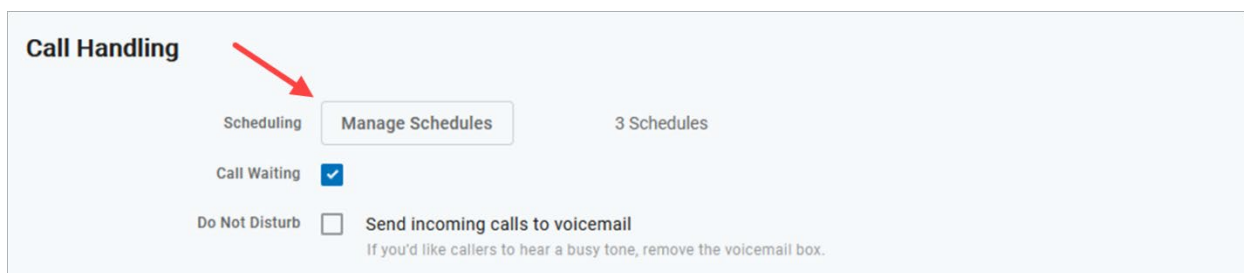 Call Handling
Scheduling Manage Schedules 3 Schedules
Call Waiting
Do Not Disturb Send incoming calls to voicemail
If you'd like callers to hear a busy tone, remove the voicemail box.